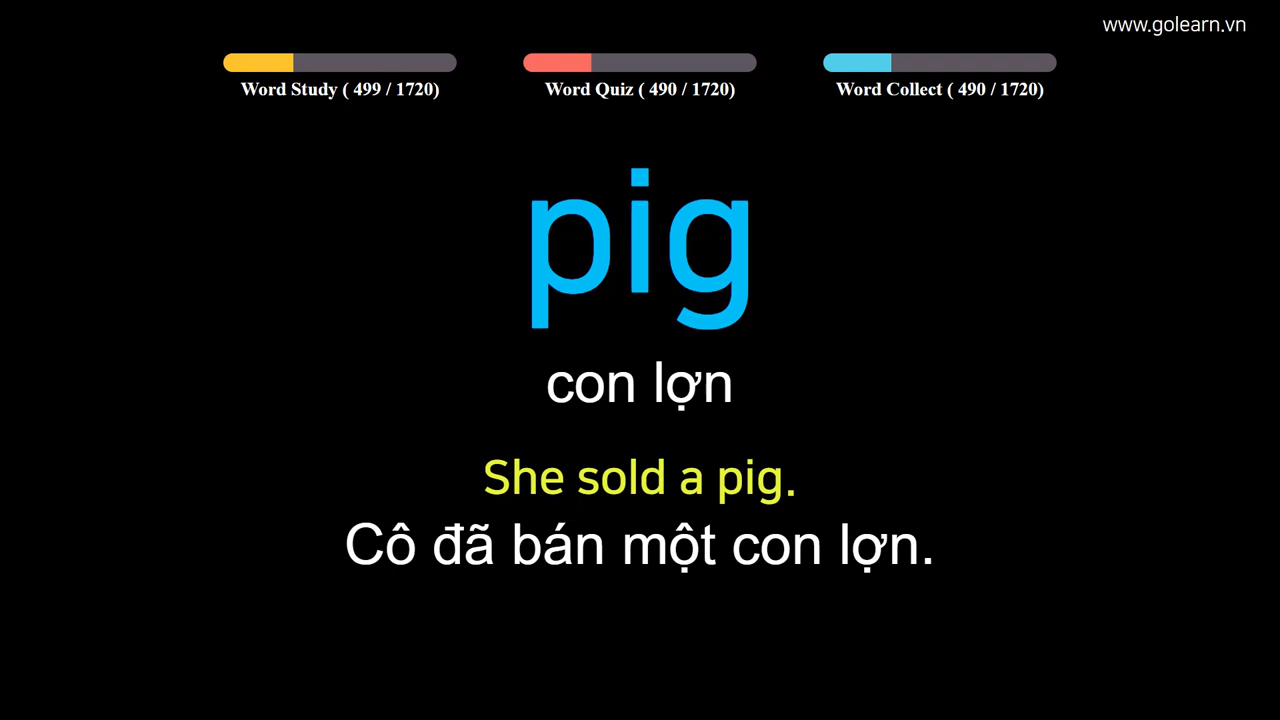 www.golearn.vn
Word Study ( 499 / 1720)
Word Quiz ( 490 / 1720)
Word Collect ( 490 / 1720)
pig
con lợn
She sold a pig.
Cô đã bán một con lợn.